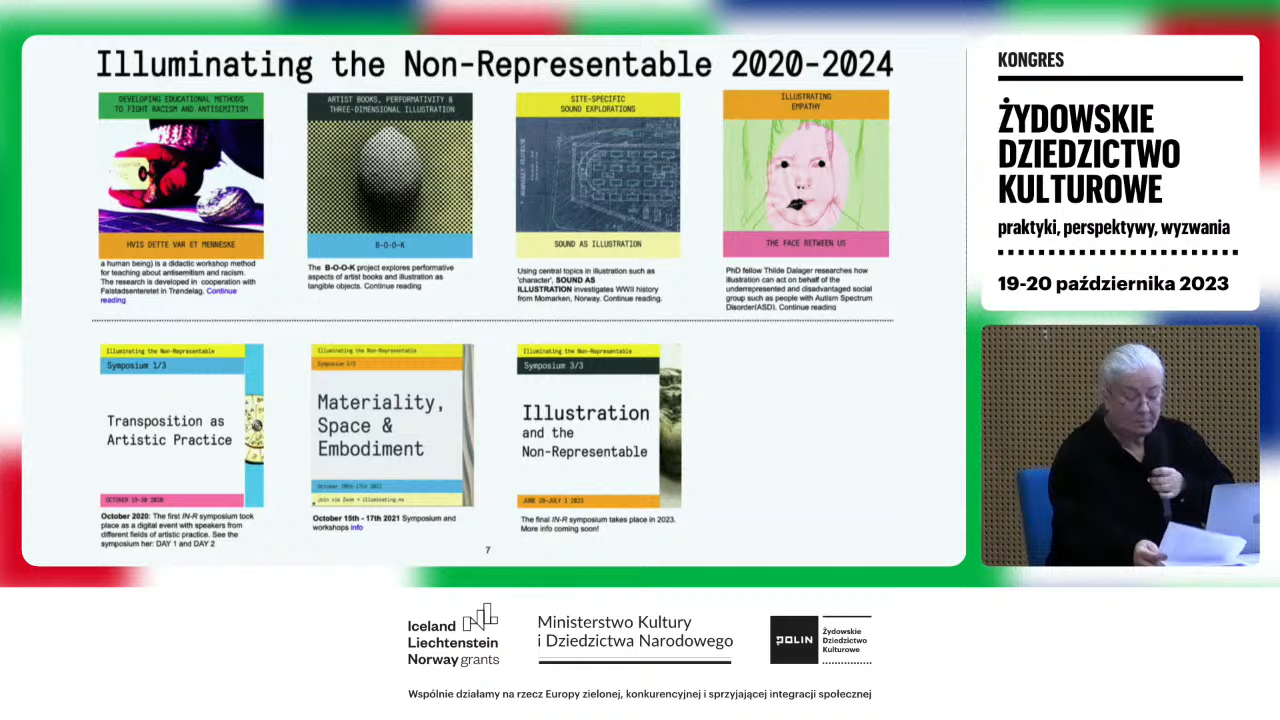 Illuminating the Non-Representable 2020-2024
DEVELOPING EDUCATIONAL METHODS
TO FIGHT RACISM AND ANTISEMITISM
HVIS DETTE VAR ET MENNESKE
a human being) is a didactic workshop method
for teaching about antisemitism and racism.
The research is developed in cooperation with
Falstadsenteretet in Trøndelag. Continue
reading
ARTIST BOOKS, PERFORMATIVITY &
THREE-DIMENSIONAL ILLUSTRATION
B-O-O-K
The B-O-O-K project explores performative
aspects of artist books and illustration as
tangible objects. Continue reading
SITE-SPECIFIC
SOUND EXPLORATIONS
SOUND AS ILLUSTRATION
Using central topics in illustration such as
'character', SOUND AS
ILLUSTRATION investigates WWII history
from Momarken, Norway. Continue reading.
ILLUSTRATING
EMPATHY
THE FACE BETWEEN US
PhD fellow Thilde Dalager researches how
illustration can act on behalf of the
underrepresented and disadvantaged social
group such as people with Autism Spectrum
Disorder(ASD). Continue reading
Illuminating the Non-Representable
Symposium 1/3
Transposition as
Artistic Practice
OCTOBER 19-20 2020
October 2020: The first IN-R symposium took
place as a digital event with speakers from
different fields of artistic practice. See the
symposium her: DAY 1 and DAY 2
Illuminating the Non-Representable
Symposium 2/3
Materiality,
Space &
Embodiment
October 15th-17th 2021
Join via Zoom + illuminating.no
October 15th - 17th 2021 Symposium and
workshops info
Illuminating the Non-Representable
Symposium 3/3
Illustration
and the
Non-Representable
JUNE 29-JULY 1 2023
The final IN-R symposium takes place in 2023.
More info coming soon!
7
KONGRES
ŻYDOWSKIE
DZIEDZICTWO
KULTUROWE
praktyki, perspektywy, wyzwania
19-20 października 2023
Iceland
Liechtenstein
Norway grants
Ministerstwo Kultury
i Dziedzictwa Narodowego
POLIN
Żydowskie
Dziedzictwo
Kulturowe
Wspólnie działamy na rzecz Europy zielonej, konkurencyjnej i sprzyjającej integracji społecznej